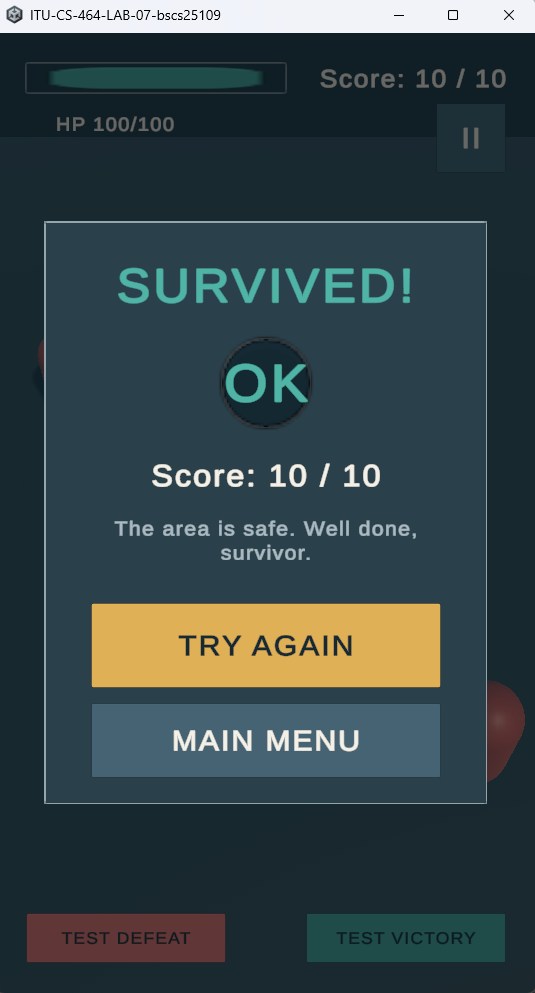 ITU-CS-464-LAB-07-bscs25109
Score: 10 / 10
HP 100/100
SURVIVED!
OK
Score: 10 / 10
The area is safe. Well done,
survivor.
TRY AGAIN
MAIN MENU
TEST DEFEAT
TEST VICTORY